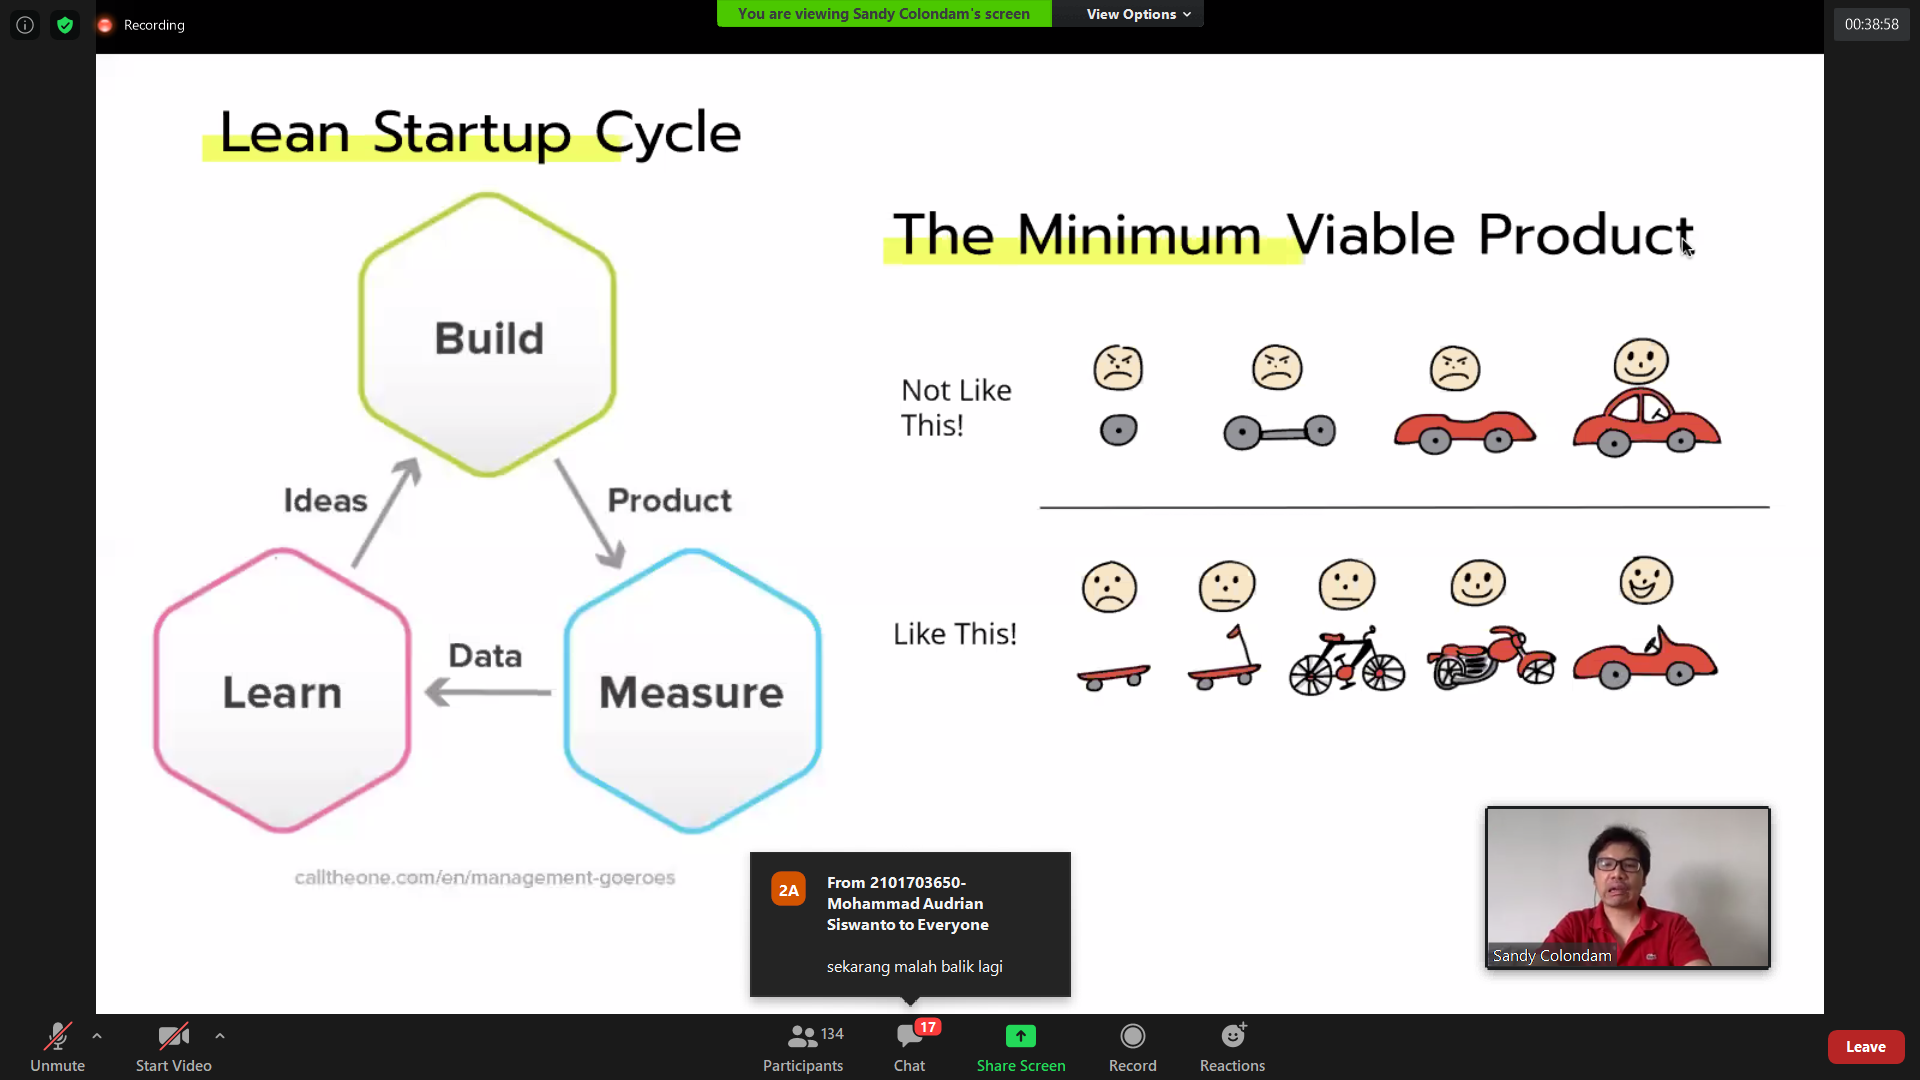 Recording
You are viewing Sandy Colondam's screen
View Options
00:38:58
Lean Startup Cycle
The Minimum Viable Product
Build
Not Like
This!
Ideas
Product
Like This!
Data
Learn
Measure
calltheone.com/en/management-goeroes
2A
From 2101703650-
Mohammad Audrian
Siswanto to Everyone
sekarang malah balik lagi
Sandy Colondam
Unmute
Start Video
134
Participants
17
Chat
Share Screen
Record
Reactions
Leave